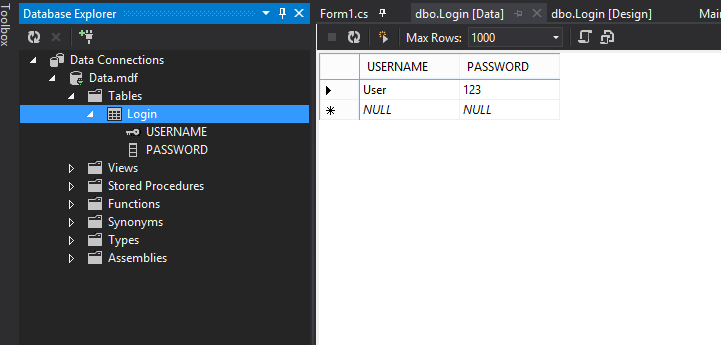 Toolbox
Database Explorer
Data Connections
Data.mdf
Tables
Login
USERNAME
PASSWORD
Views
Stored Procedures
Functions
Synonyms
Types
Assemblies
Form1.cs dbo.Login [Data] dbo.Login [Design] Mai
Max Rows: 1000
USERNAME PASSWORD
User 123
NULL NULL